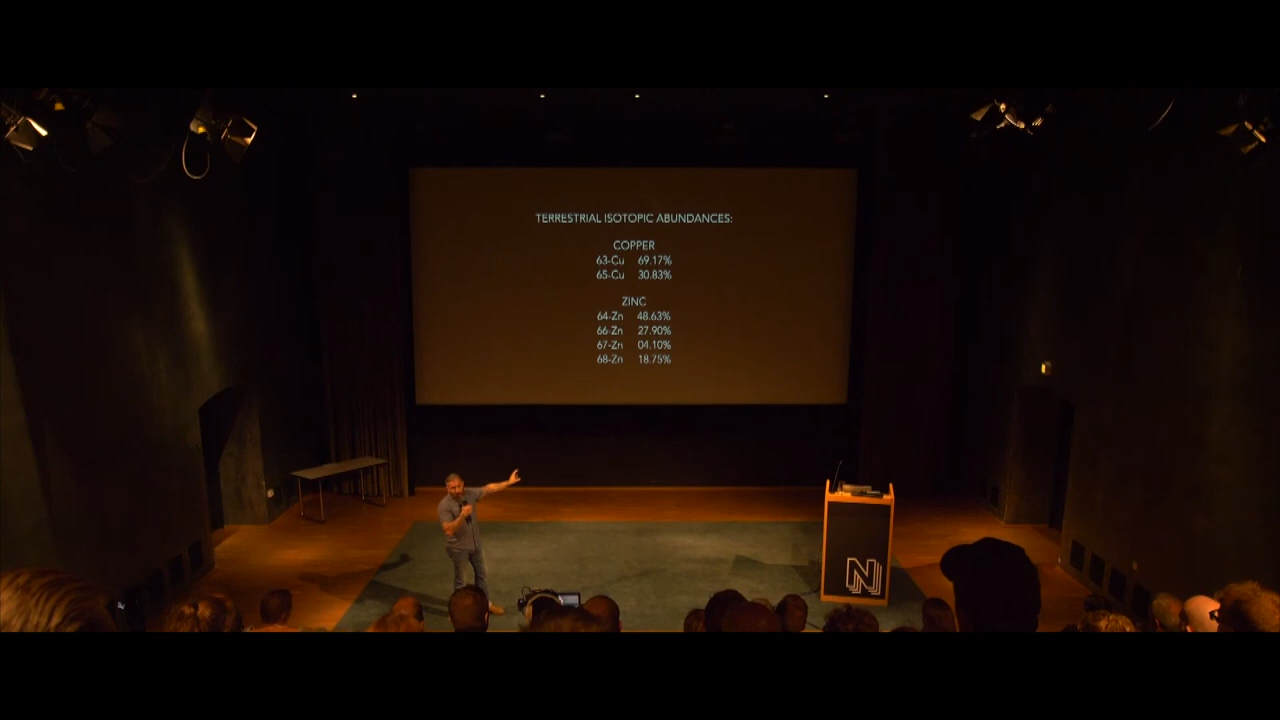 TERRESTRIAL ISOTOPIC ABUNDANCES:
COPPER
63-Cu 69.17%
65-Cu 30.83%
ZINC
64-Zn 48.63%
66-Zn 27.90%
67-Zn 04.10%
68-Zn 18.75%
N